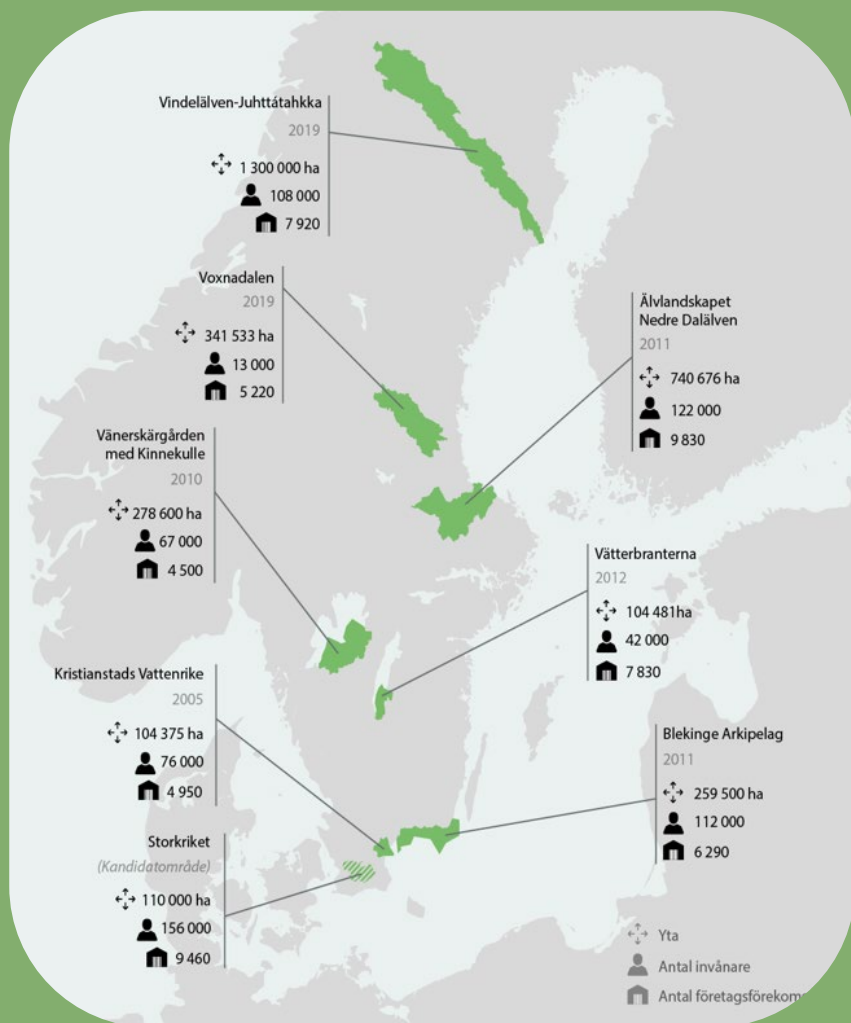 Vindelälven-Juhttátahkka
2019
1 300 000 ha
108 000
7 920
Voxnadalen
2019
341 533 ha
13 000
5 220
Älvlandskapet
Nedre Dalälven
2011
740 676 ha
122 000
9 830
Vänerskärgården
med Kinnekulle
2010
278 600 ha
67 000
4 500
Vätterbranterna
2012
104 481ha
42 000
7 830
Kristianstads Vattenrike
2005
104 375 ha
76 000
4 950
Blekinge Arkipelag
2011
259 500 ha
112 000
6 290
Storkriket
(Kandidatområde)
110 000 ha
156 000
9 460
Yta
Antal invånare
Antal företagsförekoms